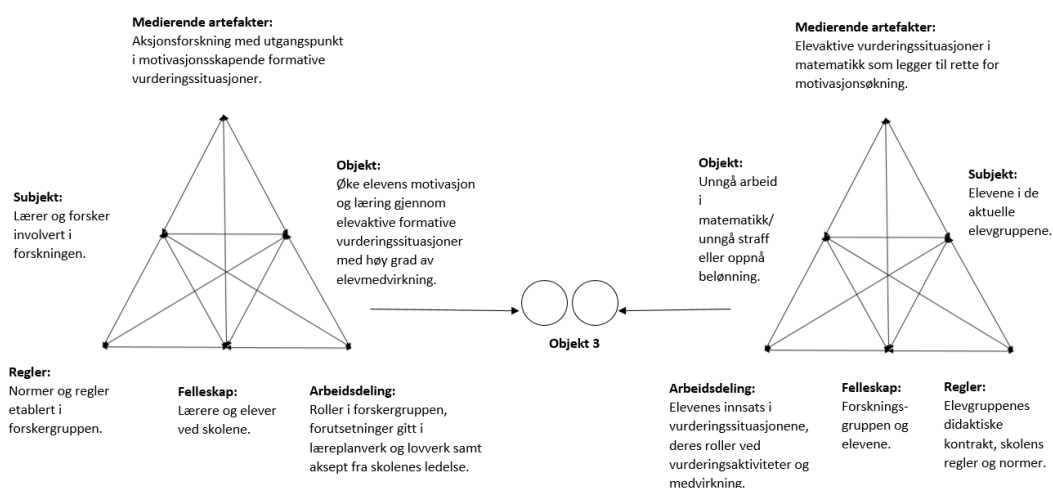 Medierende artefakter:
Aksjonsforskning med utgangspunkt
i motivasjonsskapende formative
vurderingssituasjoner.
Medierende artefakter:
Elevaktive vurderingssituasjoner i
matematikk som legger til rette for
motivasjonsøkning.
Subjekt:
Lærer og forsker
involvert i
forskningen.
Objekt:
Øke elevens motivasjon
og læring gjennom
elevaktive formative
vurderingssituasjoner
med høy grad av
elevmedvirkning.
Objekt:
Unngå arbeid
i
matematikk/
unngå straff
eller oppnå
belønning.
Subjekt:
Elevene i de
aktuelle
elevgruppene.
Objekt 3
Regler:
Normer og regler
etablert i
forskergruppen.
Felleskap:
Lærere og elever
ved skolene.
Arbeidsdeling:
Roller i forskergruppen,
forutsetninger gitt i
læreplanverk og lovverk samt
aksept fra skolenes ledelse.
Arbeidsdeling:
Elevenes innsats i
vurderingssituasjonene,
deres roller ved
vurderingsaktiviteter og
medvirkning.
Felleskap:
Forsknings-
gruppen og
elevene.
Regler:
Elevgruppenes
didaktiske
kontrakt, skolens
regler og normer.